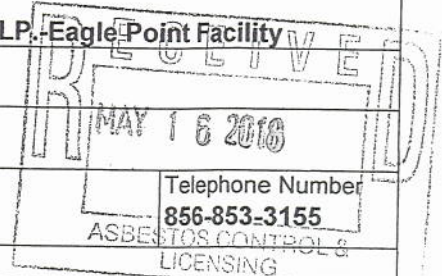 LP.-Eagle Point Facility
RECEIVED
MAY 16 2018
Telephone Number
856-853-3155
ASBESTOS CONTROL &
LICENSING